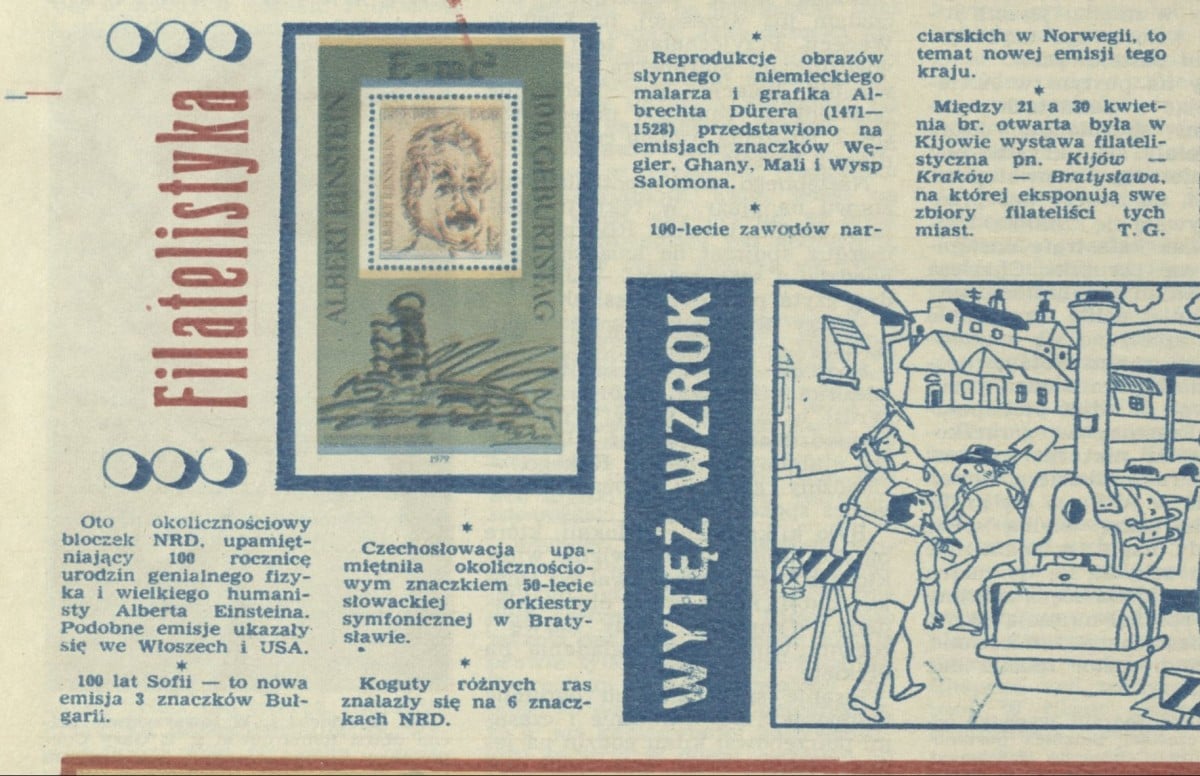 Filatelistyka
E=mc²
ALBERT EINSTEIN
100. GEBURTSTAG
DDR
ALBERT EINSTEIN
1
M
1979
Oto okolicznościowy
bloczek NRD, upamięt-
niający 100 rocznicę
urodzin genialnego fizy-
ka i wielkiego humani-
sty Alberta Einsteina.
Podobne emisje ukazały
się we Włoszech i USA.
*
100 lat Sofii — to nowa
emisja 3 znaczków Buł-
garii.
*
Czechosłowacja upa-
miętniła okolicznościo-
wym znaczkiem 50-lecie
słowackiej orkiestry
symfonicznej w Braty-
sławie.
*
Koguty różnych ras
znalazły się na 6 znacz-
kach NRD.
*
Reprodukcje obrazów
słynnego niemieckiego
malarza i grafika Al-
brechta Dürera (1471—
1528) przedstawiono na
emisjach znaczków Wę-
gier, Ghany, Mali i Wysp
Salomona.
*
100-lecie zawodów nar-
ciarskich w Norwegii, to
temat nowej emisji tego
kraju.
*
Między 21 a 30 kwiet-
nia br. otwarta była w
Kijowie wystawa filateli-
styczna pn. Kijów —
Kraków — Bratysława,
na której eksponują swe
zbiory filateliści tych
miast. T. G.
WYTĘŻ WZROK